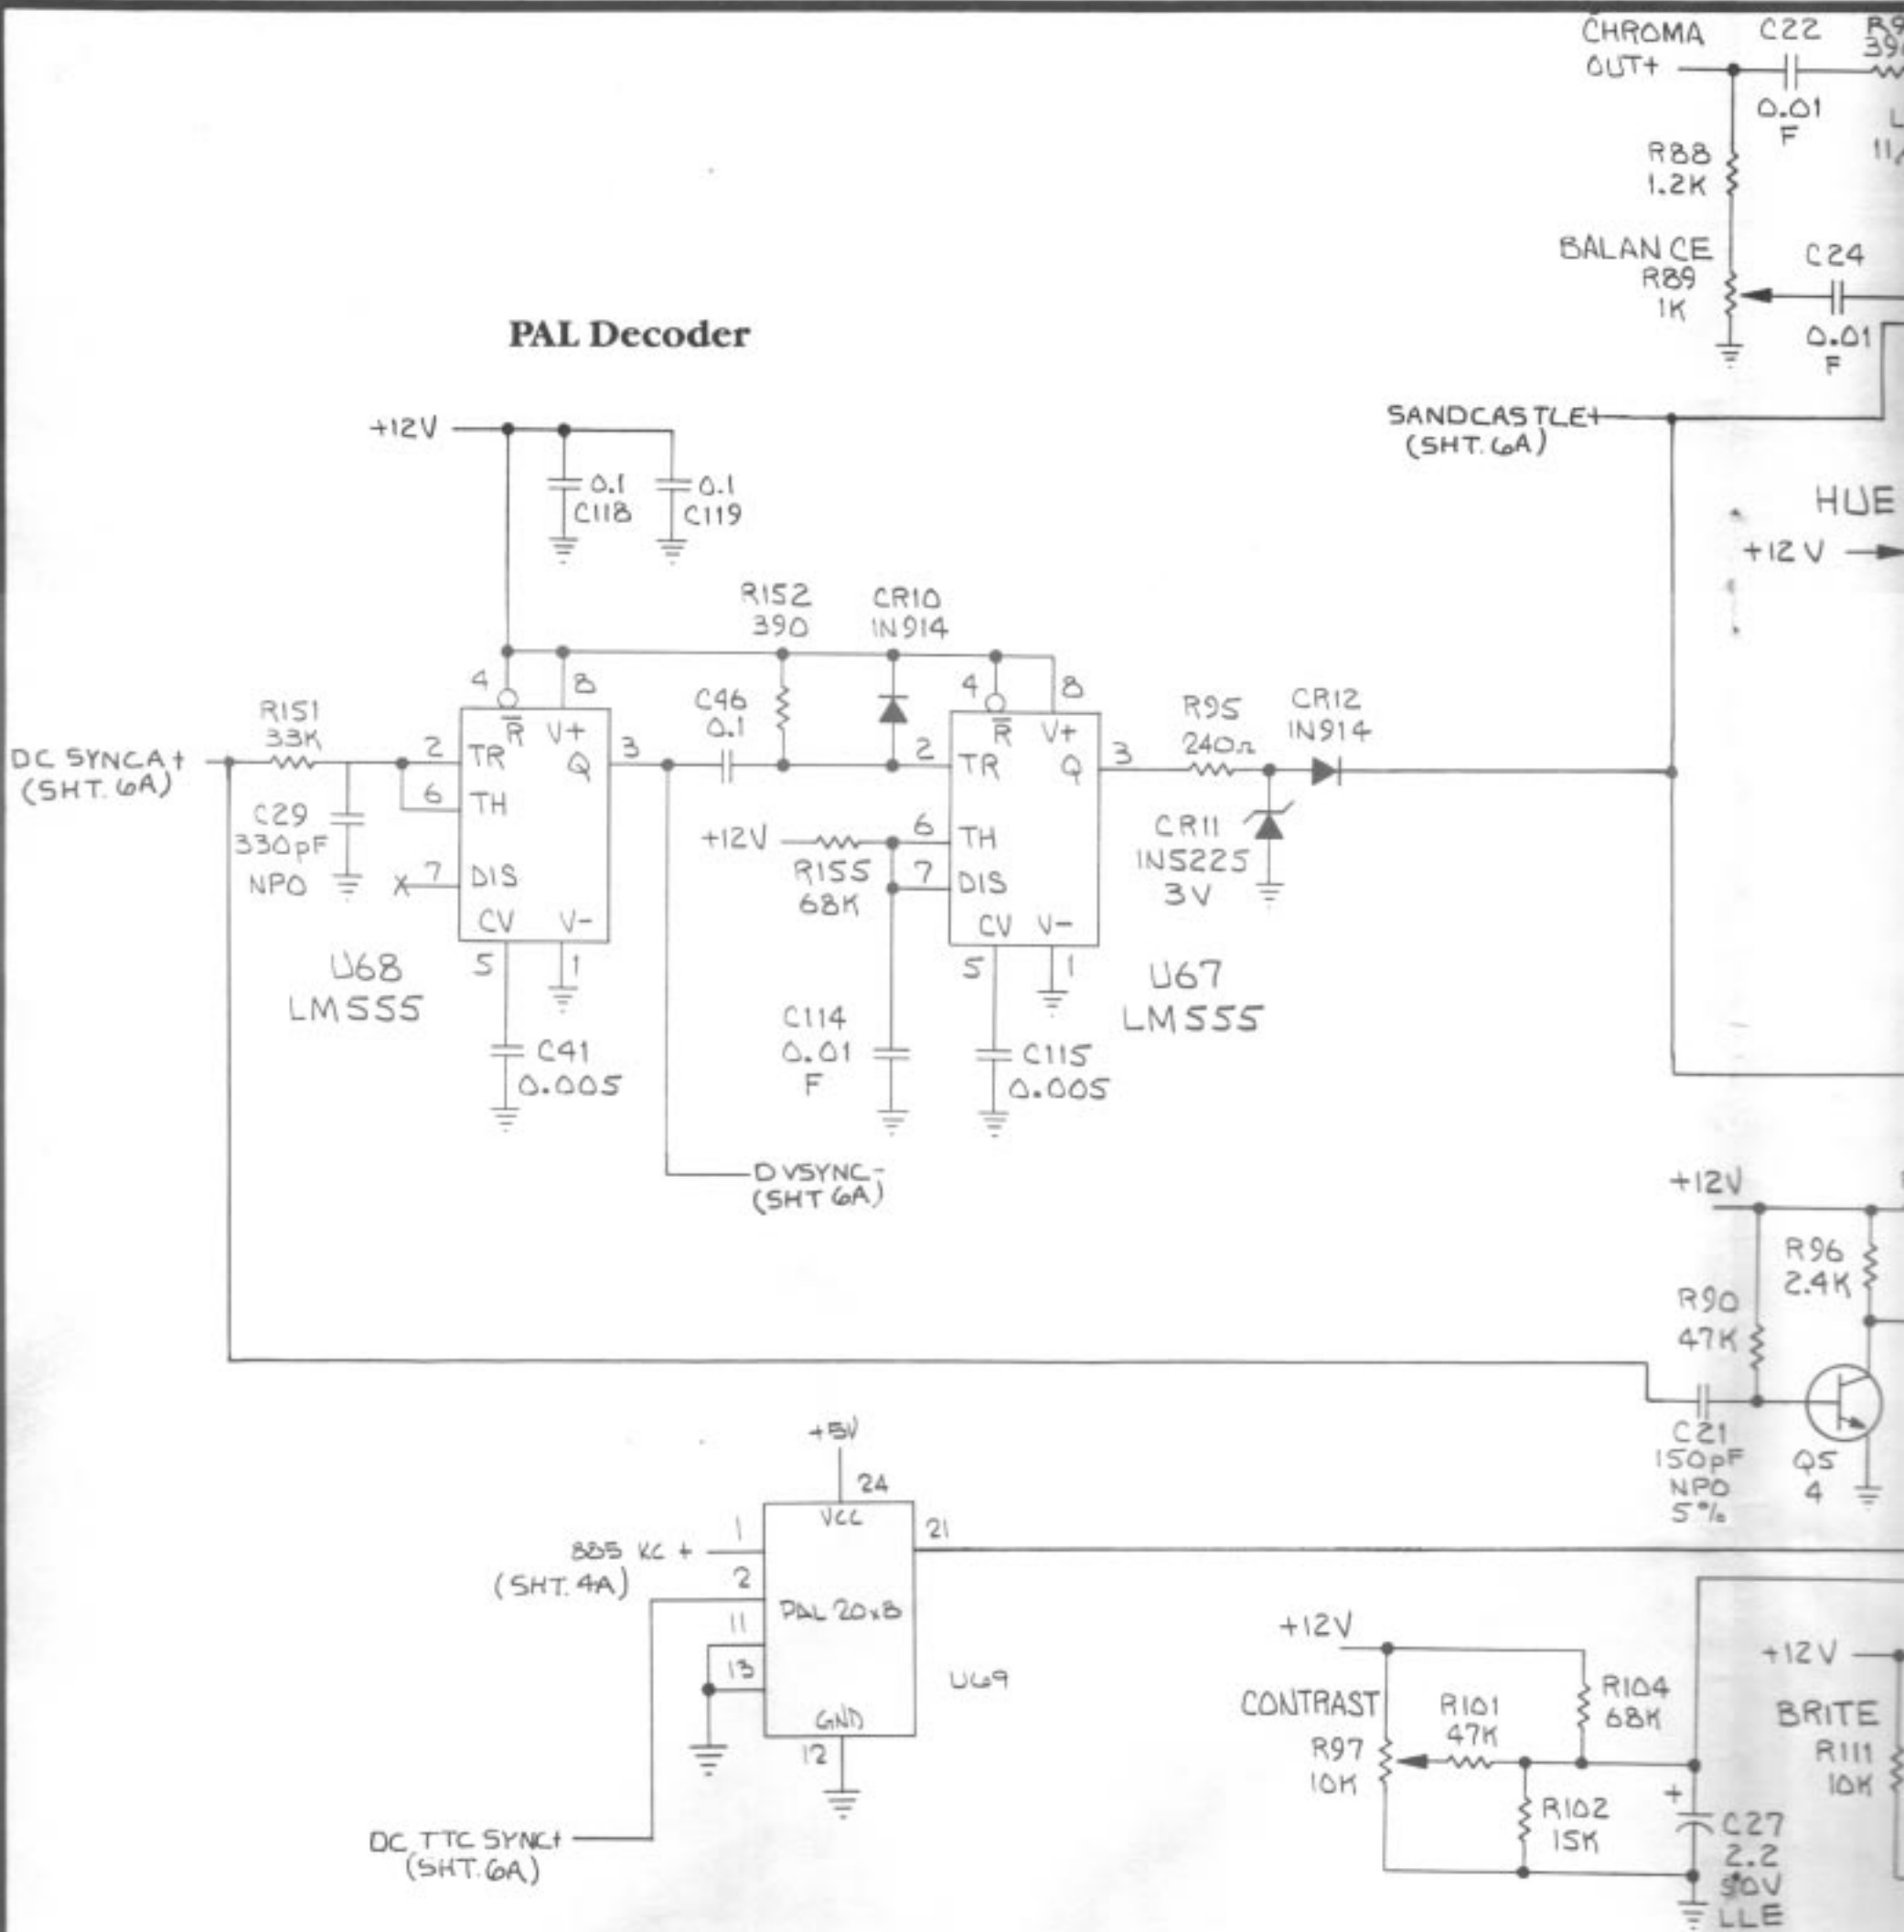 CHROMA
OUT+
C22
0.01
F
R88
1.2K
BALANCE
R89
1K
C24
0.01
F
PAL Decoder
+12V
0.1
C118
0.1
C119
SANDCASTLE+
(SHT. 6A)
HUE
+12V
R152
390
CR10
1N914
4
8
R151
33K
DC SYNCA+
(SHT. 6A)
2
6
7
R
V+
TR
Q
TH
DIS
CV
V-
3
C46
0.1
C29
330pF
NPO
X
5
1
U68
LM555
C41
0.005
4
8
2
R
V+
TR
Q
3
+12V
R155
68K
6
TH
7
DIS
CV
V-
5
1
U67
LM555
R95
240Ω
CR12
1N914
CR11
1N5225
3V
C114
0.01
F
C115
0.005
DVSYNC-
(SHT 6A)
+12V
R96
2.4K
R90
47K
C21
150pF
NPO
5%
Q5
4
+5V
24
VCC
1
21
885 KC +
(SHT. 4A)
2
PAL 20x8
11
13
U69
GND
12
DC TTC SYNC+
(SHT. 6A)
+12V
CONTRAST
R97
10K
R101
47K
R104
68K
R102
15K
+
C27
2.2
50V
LLE
+12V
BRITE
R111
10K